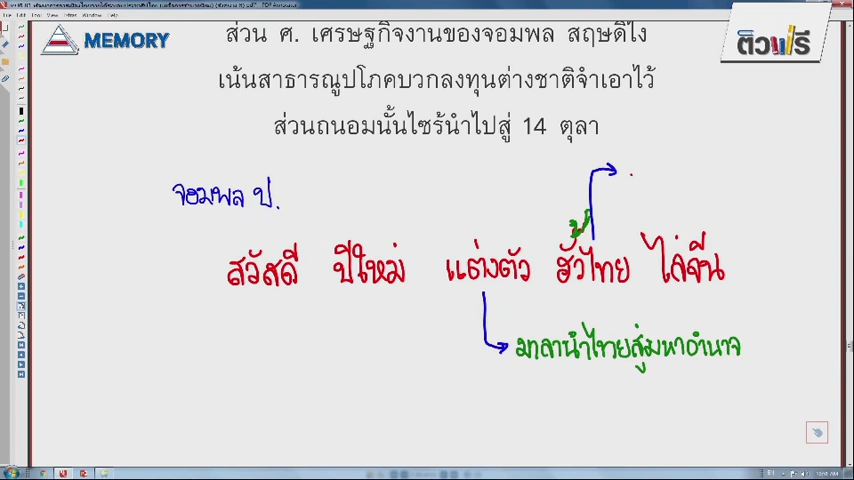 MEMORY
ติวฟรี
ส่วน ศ. เศรษฐกิจงานของจอมพล สฤษดิ์ไง
เน้นสาธารณูปโภคบวกลงทุนต่างชาติจำเอาไว้
ส่วนถนอมนั้นไซร้นำไปสู่ 14 ตุลา
จอมพล ป.
สวัสดี ปีใหม่ แต่งตัว ฮั้วไทย ไล่จีน
มาลานำไทยสู่มหาอำนาจ